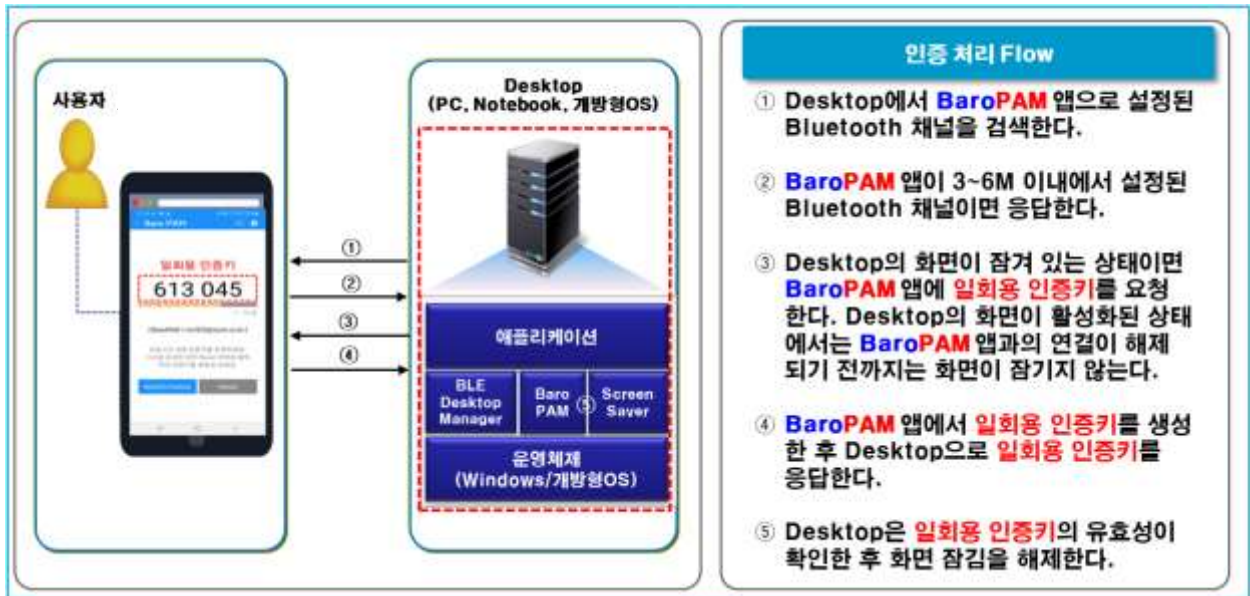 사용자
Baro PAM
일회용 인증키
613 045
①
②
③
④
Desktop
(PC, Notebook, 개방형OS)
애플리케이션
BLE
Desktop
Manager
Baro
PAM
⑤
Screen
Saver
운영체제
(Windows/개방형OS)
인증 처리 Flow
① Desktop에서 BaroPAM 앱으로 설정된
Bluetooth 채널을 검색한다.
② BaroPAM 앱이 3~6M 이내에서 설정된
Bluetooth 채널이면 응답한다.
③ Desktop의 화면이 잠겨 있는 상태이면
BaroPAM 앱에 일회용 인증키를 요청
한다. Desktop의 화면이 활성화된 상태
에서는 BaroPAM 앱과의 연결이 해제
되기 전까지는 화면이 잠기지 않는다.
④ BaroPAM 앱에서 일회용 인증키를 생성
한 후 Desktop으로 일회용 인증키를
응답한다.
⑤ Desktop은 일회용 인증키의 유효성이
확인한 후 화면 잠김을 해제한다.